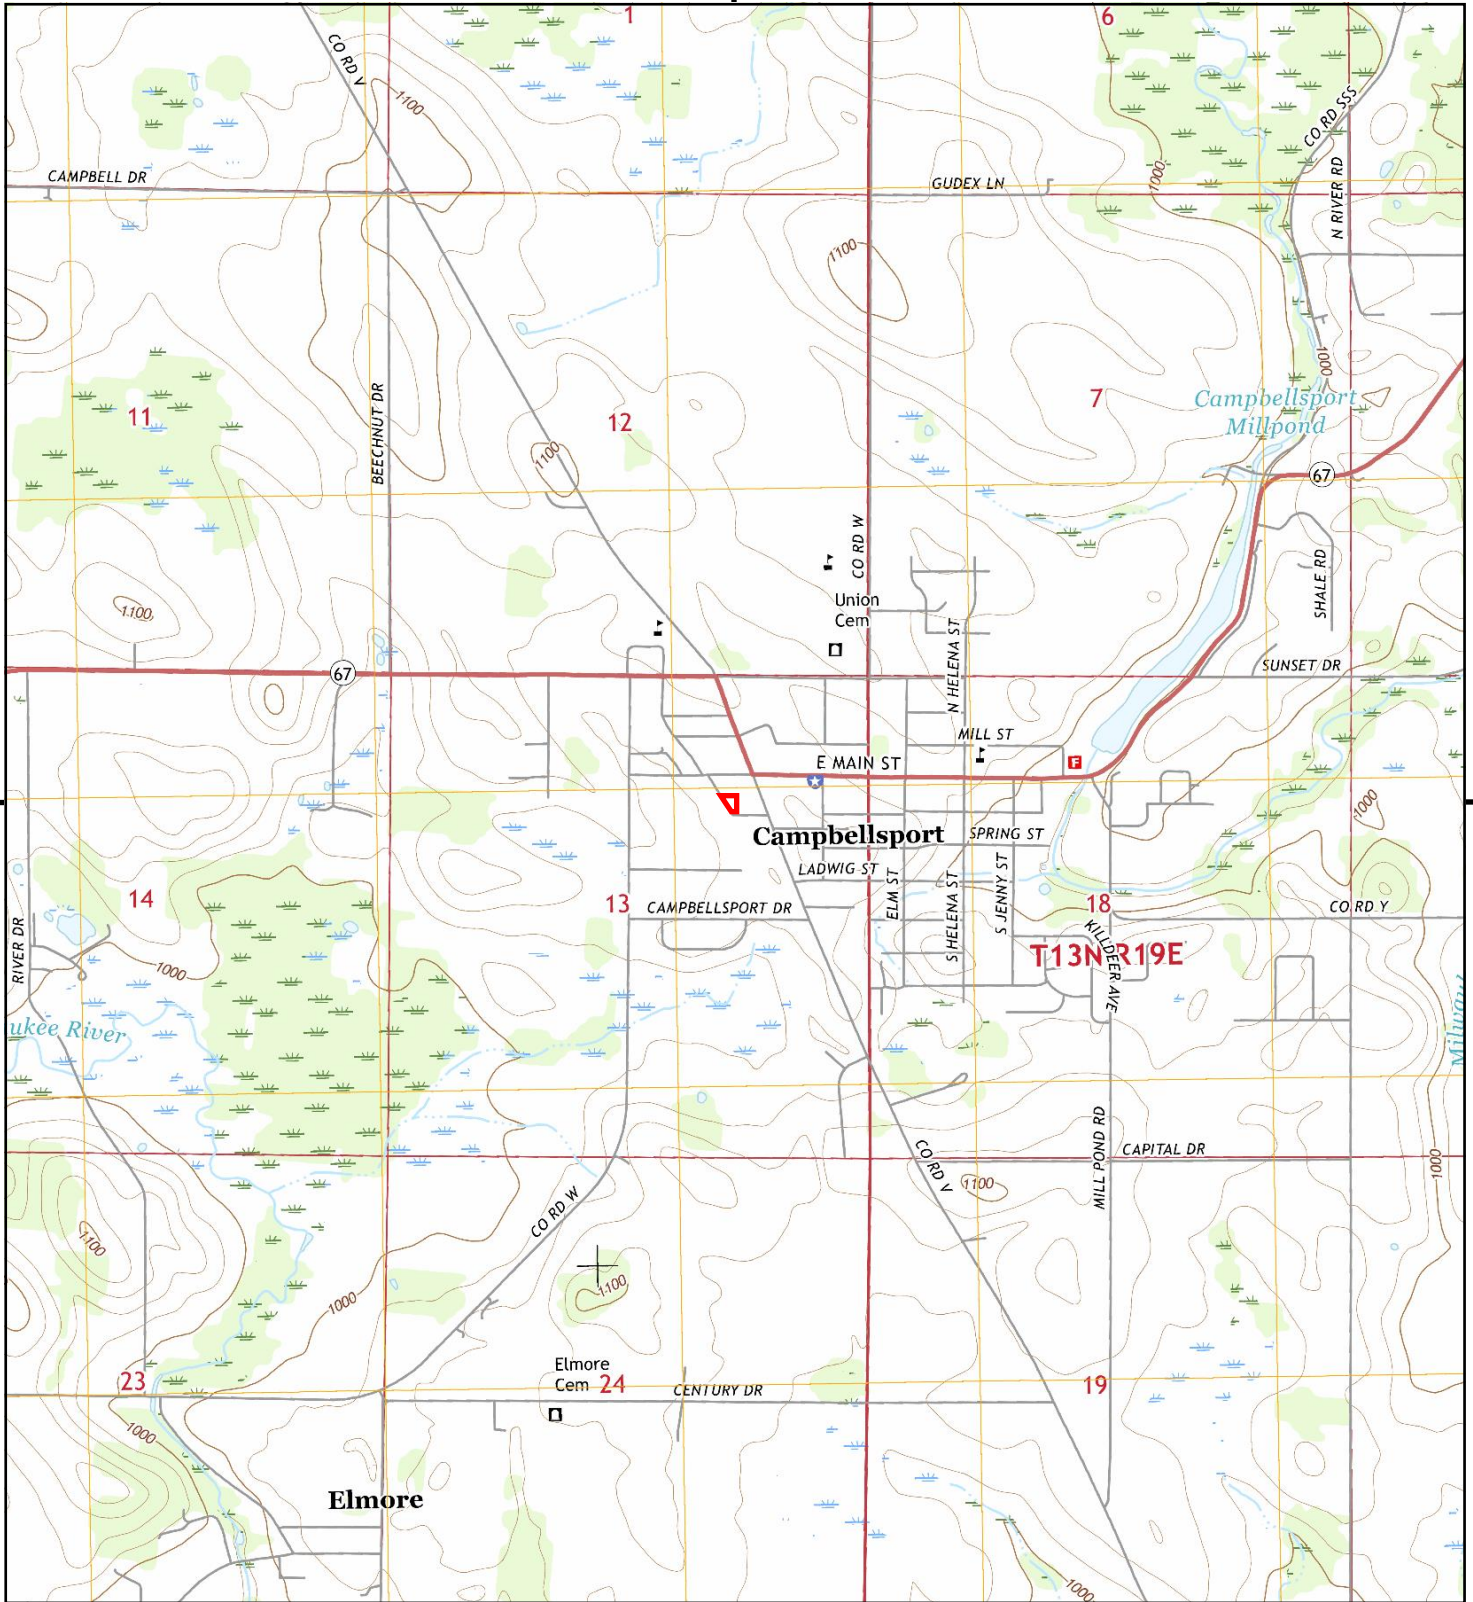 1
6
CO RD V
1100
CO RD SSS
CAMPBELL DR
GUDEX LN
1000
N RIVER RD
1100
1000
BEECHNUT DR
11
12
7
Campbellsport
Millpond
1100
67
CO RD W
SHALE RD
1100
Union
Cem
N HELENA ST
67
SUNSET DR
MILL ST
E MAIN ST
F
1000
Campbellsport
SPRING ST
LADWIG ST
ELM ST
S HELENA ST
S JENNY ST
14
13
CAMPBELLSPORT DR
18
CO RD Y
RIVER DR
1000
T13N R19E
KILLDEER AVE
ukee River
Milwau
MILL POND RD
CAPITAL DR
CO RD V
1100
1000
CO RD W
1100
1100
1000
23
Elmore
Cem
24
CENTURY DR
19
1000
Elmore
1000